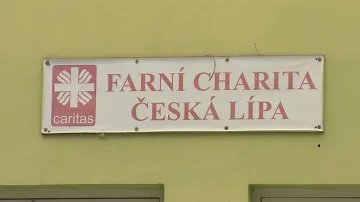 FARNÍ CHARITA
ČESKÁ LÍPA
caritas